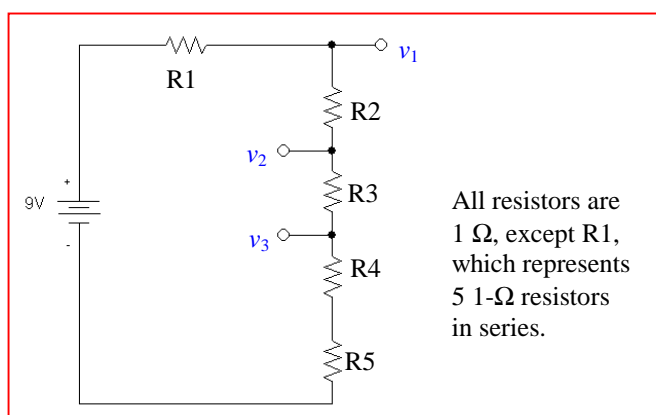 v1
R1
R2
v2
R3
+
9V
-
v3
R4
R5
All resistors are
1 Ω, except R1,
which represents
5 1-Ω resistors
in series.